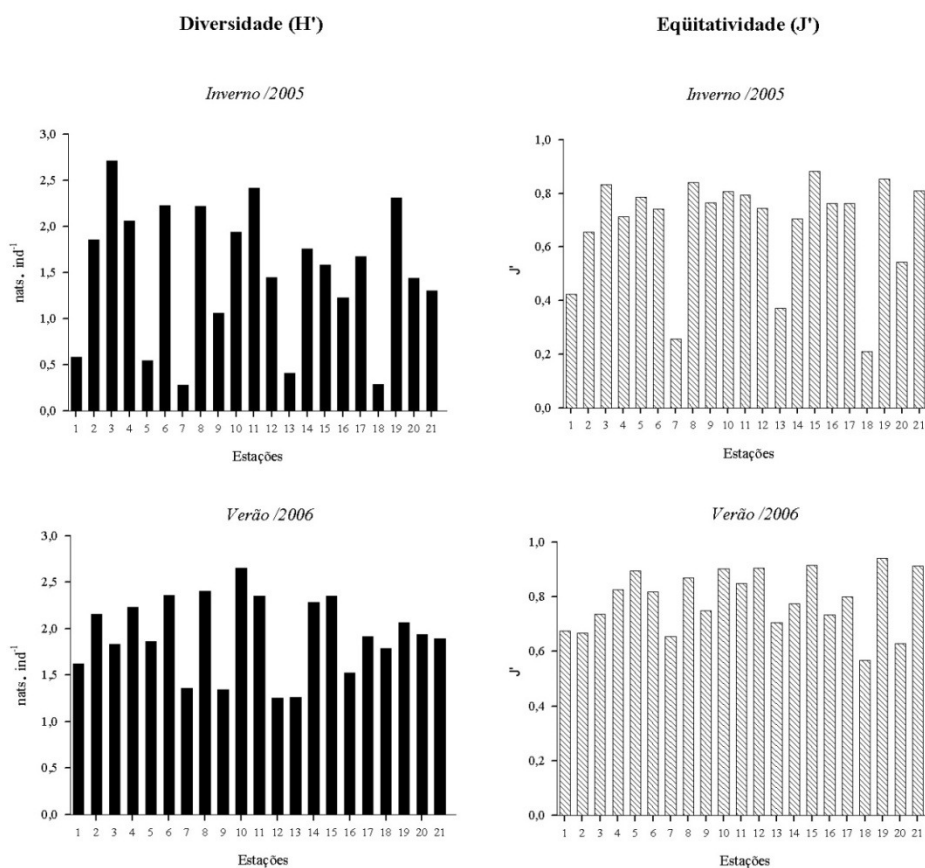 Diversidade (H')
Eqüitatividade (J')
Inverno /2005
3,0
2,5
2,0
1,5
1,0
0,5
0,0
nats. ind⁻¹
1 2 3 4 5 6 7 8 9 10 11 12 13 14 15 16 17 18 19 20 21
Estações
Inverno /2005
1,0
0,8
0,6
0,4
0,2
0,0
J'
1 2 3 4 5 6 7 8 9 10 11 12 13 14 15 16 17 18 19 20 21
Estações
Verão /2006
3,0
2,5
2,0
1,5
1,0
0,5
0,0
nats. ind⁻¹
1 2 3 4 5 6 7 8 9 10 11 12 13 14 15 16 17 18 19 20 21
Estações
Verão /2006
1,0
0,8
0,6
0,4
0,2
0,0
J'
1 2 3 4 5 6 7 8 9 10 11 12 13 14 15 16 17 18 19 20 21
Estações